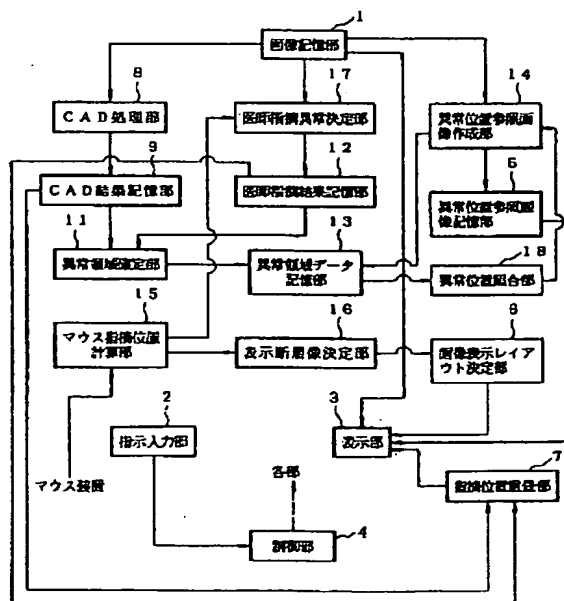 1
画像記憶部
8
17
14
CAD処理部
医師指摘異常決定部
異常位置参照画
像作成部
9
12
6
CAD結果記憶部
医師指摘結果記憶部
異常位置参照画
像記憶部
11
13
18
異常領域確定部
異常領域データ
記憶部
異常位置照合部
15
16
マウス指摘位置
計算部
表示断層像決定部
画像表示レイア
ウト決定部
2
3
指示入力部
表示部
7
マウス装置
各部
指摘位置重畳部
4
制御部